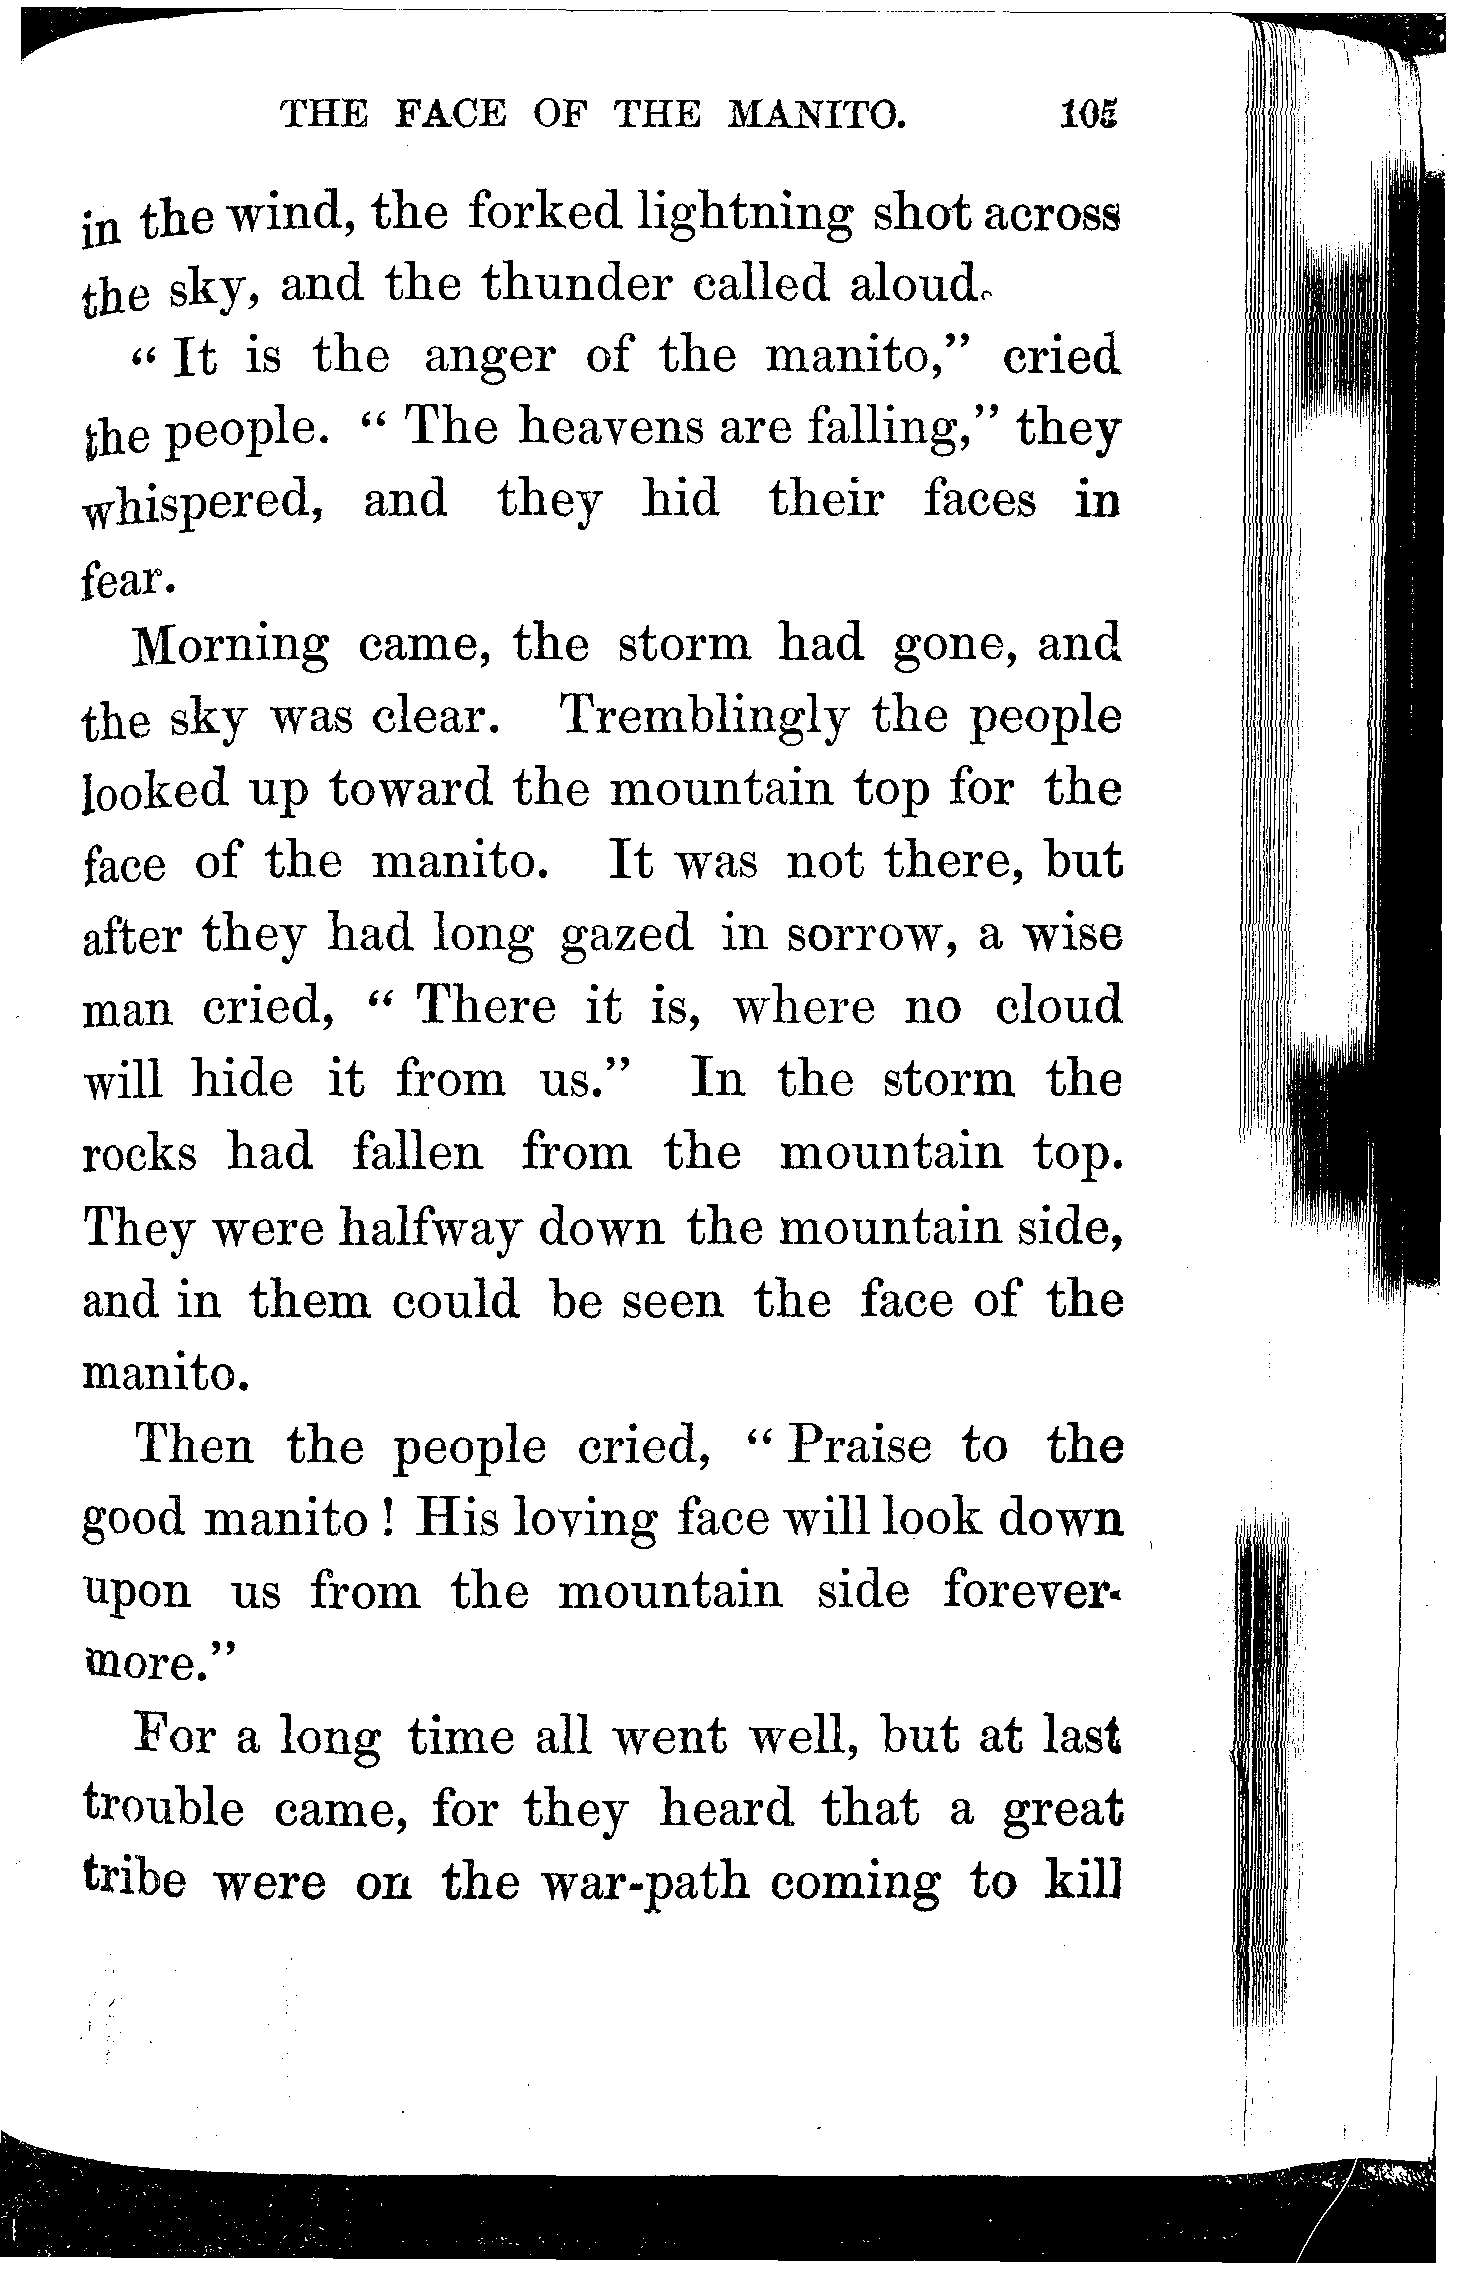 THE FACE OF THE MANITO. 105
in the wind, the forked lightning shot across
the sky, and the thunder called aloud.
“ It is the anger of the manito,” cried
the people. “ The heavens are falling,” they
whispered, and they hid their faces in
fear.
Morning came, the storm had gone, and
the sky was clear. Tremblingly the people
looked up toward the mountain top for the
face of the manito. It was not there, but
after they had long gazed in sorrow, a wise
man cried, “ There it is, where no cloud
will hide it from us.” In the storm the
rocks had fallen from the mountain top.
They were halfway down the mountain side,
and in them could be seen the face of the
manito.
Then the people cried, “ Praise to the
good manito ! His loving face will look down
upon us from the mountain side forever-
more.”
For a long time all went well, but at last
trouble came, for they heard that a great
tribe were on the war-path coming to kill